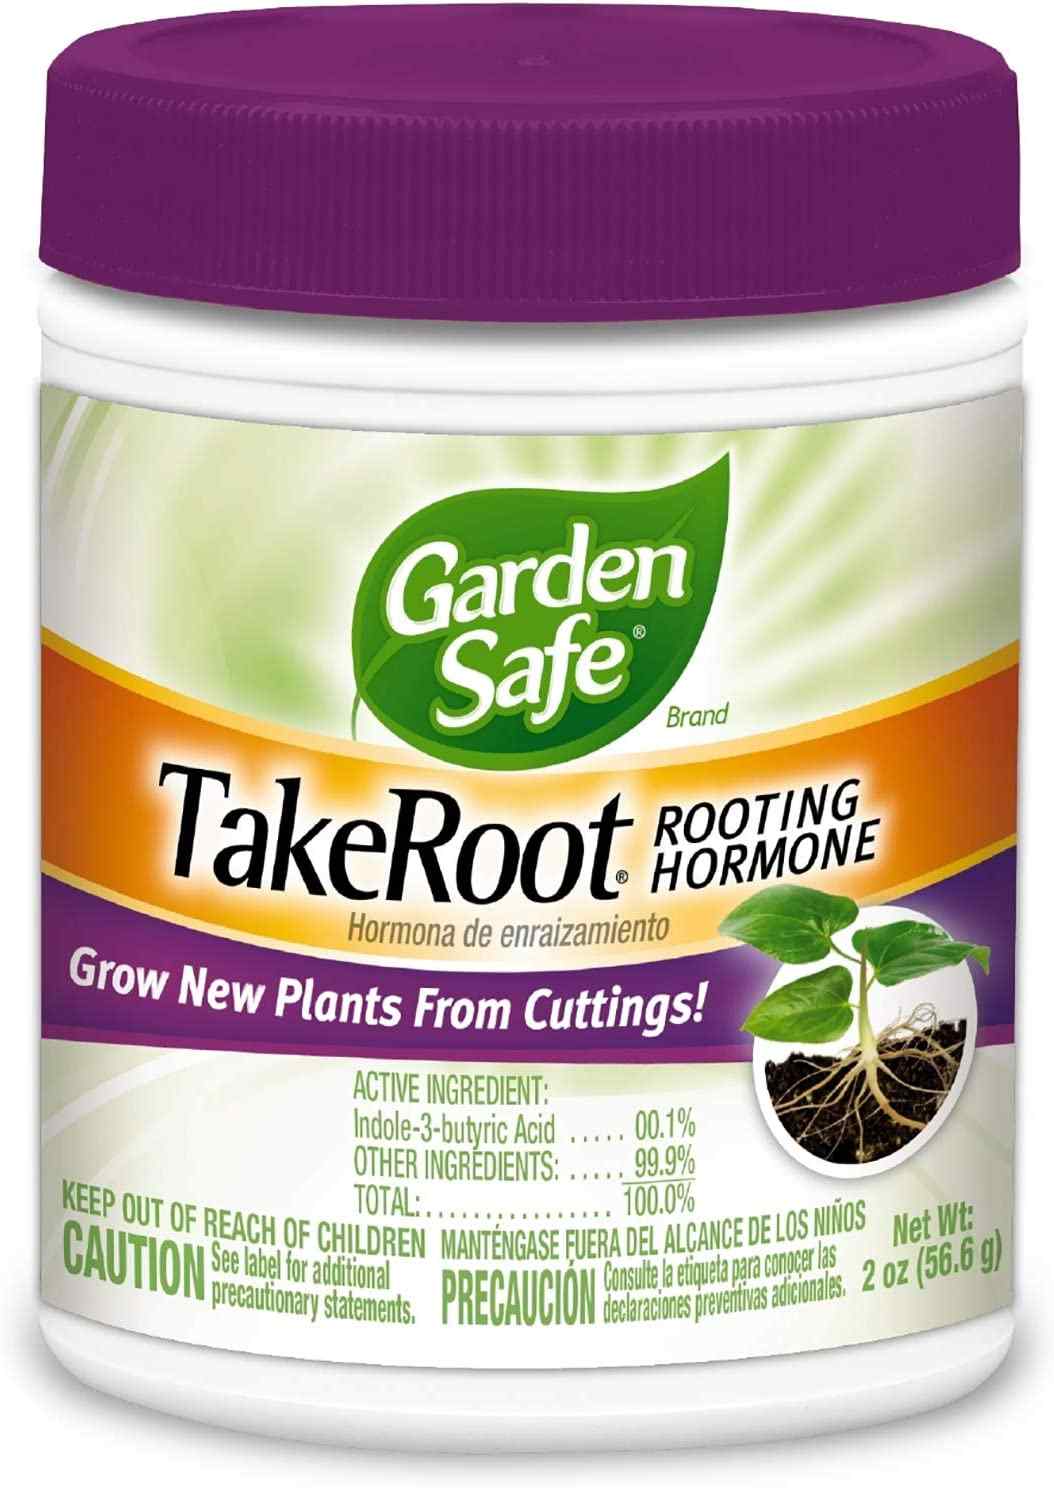 Garden
Safe®
Brand
TakeRoot® ROOTING
HORMONE
Hormona de enraizamiento
Grow New Plants From Cuttings!
ACTIVE INGREDIENT:
Indole-3-butyric Acid ..... 00.1%
OTHER INGREDIENTS: ..... 99.9%
TOTAL:................. 100.0%
KEEP OUT OF REACH OF CHILDREN
CAUTION See label for additional
precautionary statements.
MANTÉNGASE FUERA DEL ALCANCE DE LOS NIÑOS
PRECAUCIÓN Consulte la etiqueta para conocer las
declaraciones preventivas adicionales.
Net Wt:
2 oz (56.6 g)